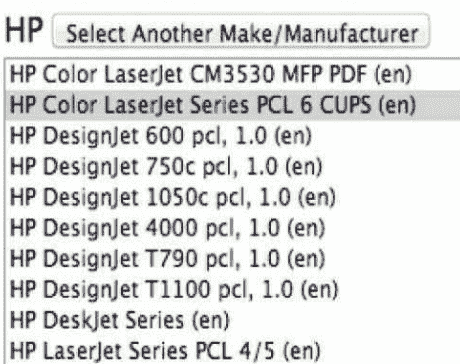 HP Select Another Make/Manufacturer
HP Color LaserJet CM3530 MFP PDF (en)
HP Color LaserJet Series PCL 6 CUPS (en)
HP DesignJet 600 pcl, 1.0 (en)
HP DesignJet 750c pcl, 1.0 (en)
HP DesignJet 1050c pcl, 1.0 (en)
HP DesignJet 4000 pcl, 1.0 (en)
HP DesignJet T790 pcl, 1.0 (en)
HP DesignJet T1100 pcl, 1.0 (en)
HP DeskJet Series (en)
HP LaserJet Series PCL 4/5 (en)